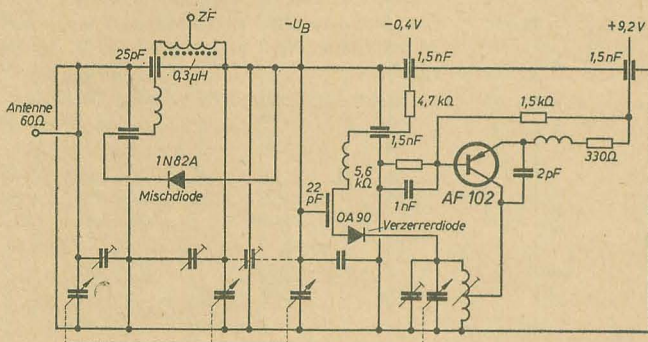 ZF
-U_B
-0,4V
+9,2V
25pF
0,3µH
1,5nF
1,5nF
4,7kΩ
1,5kΩ
Antenne
60Ω
1,5nF
330Ω
1N82A
Mischdiode
5,6
kΩ
2pF
22
pF
1nF
AF 102
OA 90
Verzerrerdiode